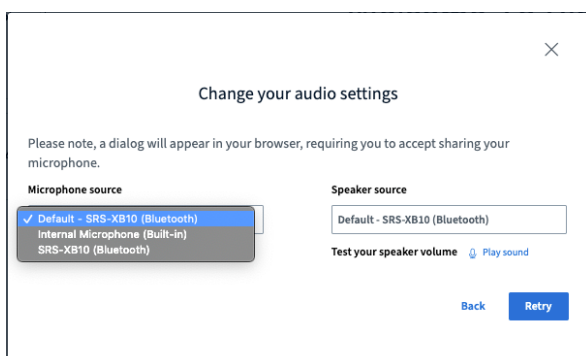 Change your audio settings
Please note, a dialog will appear in your browser, requiring you to accept sharing your
microphone.
Microphone source
✓ Default - SRS-XB10 (Bluetooth)
Internal Microphone (Built-in)
SRS-XB10 (Bluetooth)
Speaker source
Default - SRS-XB10 (Bluetooth)
Test your speaker volume Play sound
Back Retry